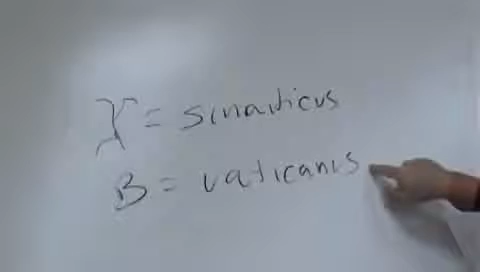 א = sinaiticus
B = vaticanus